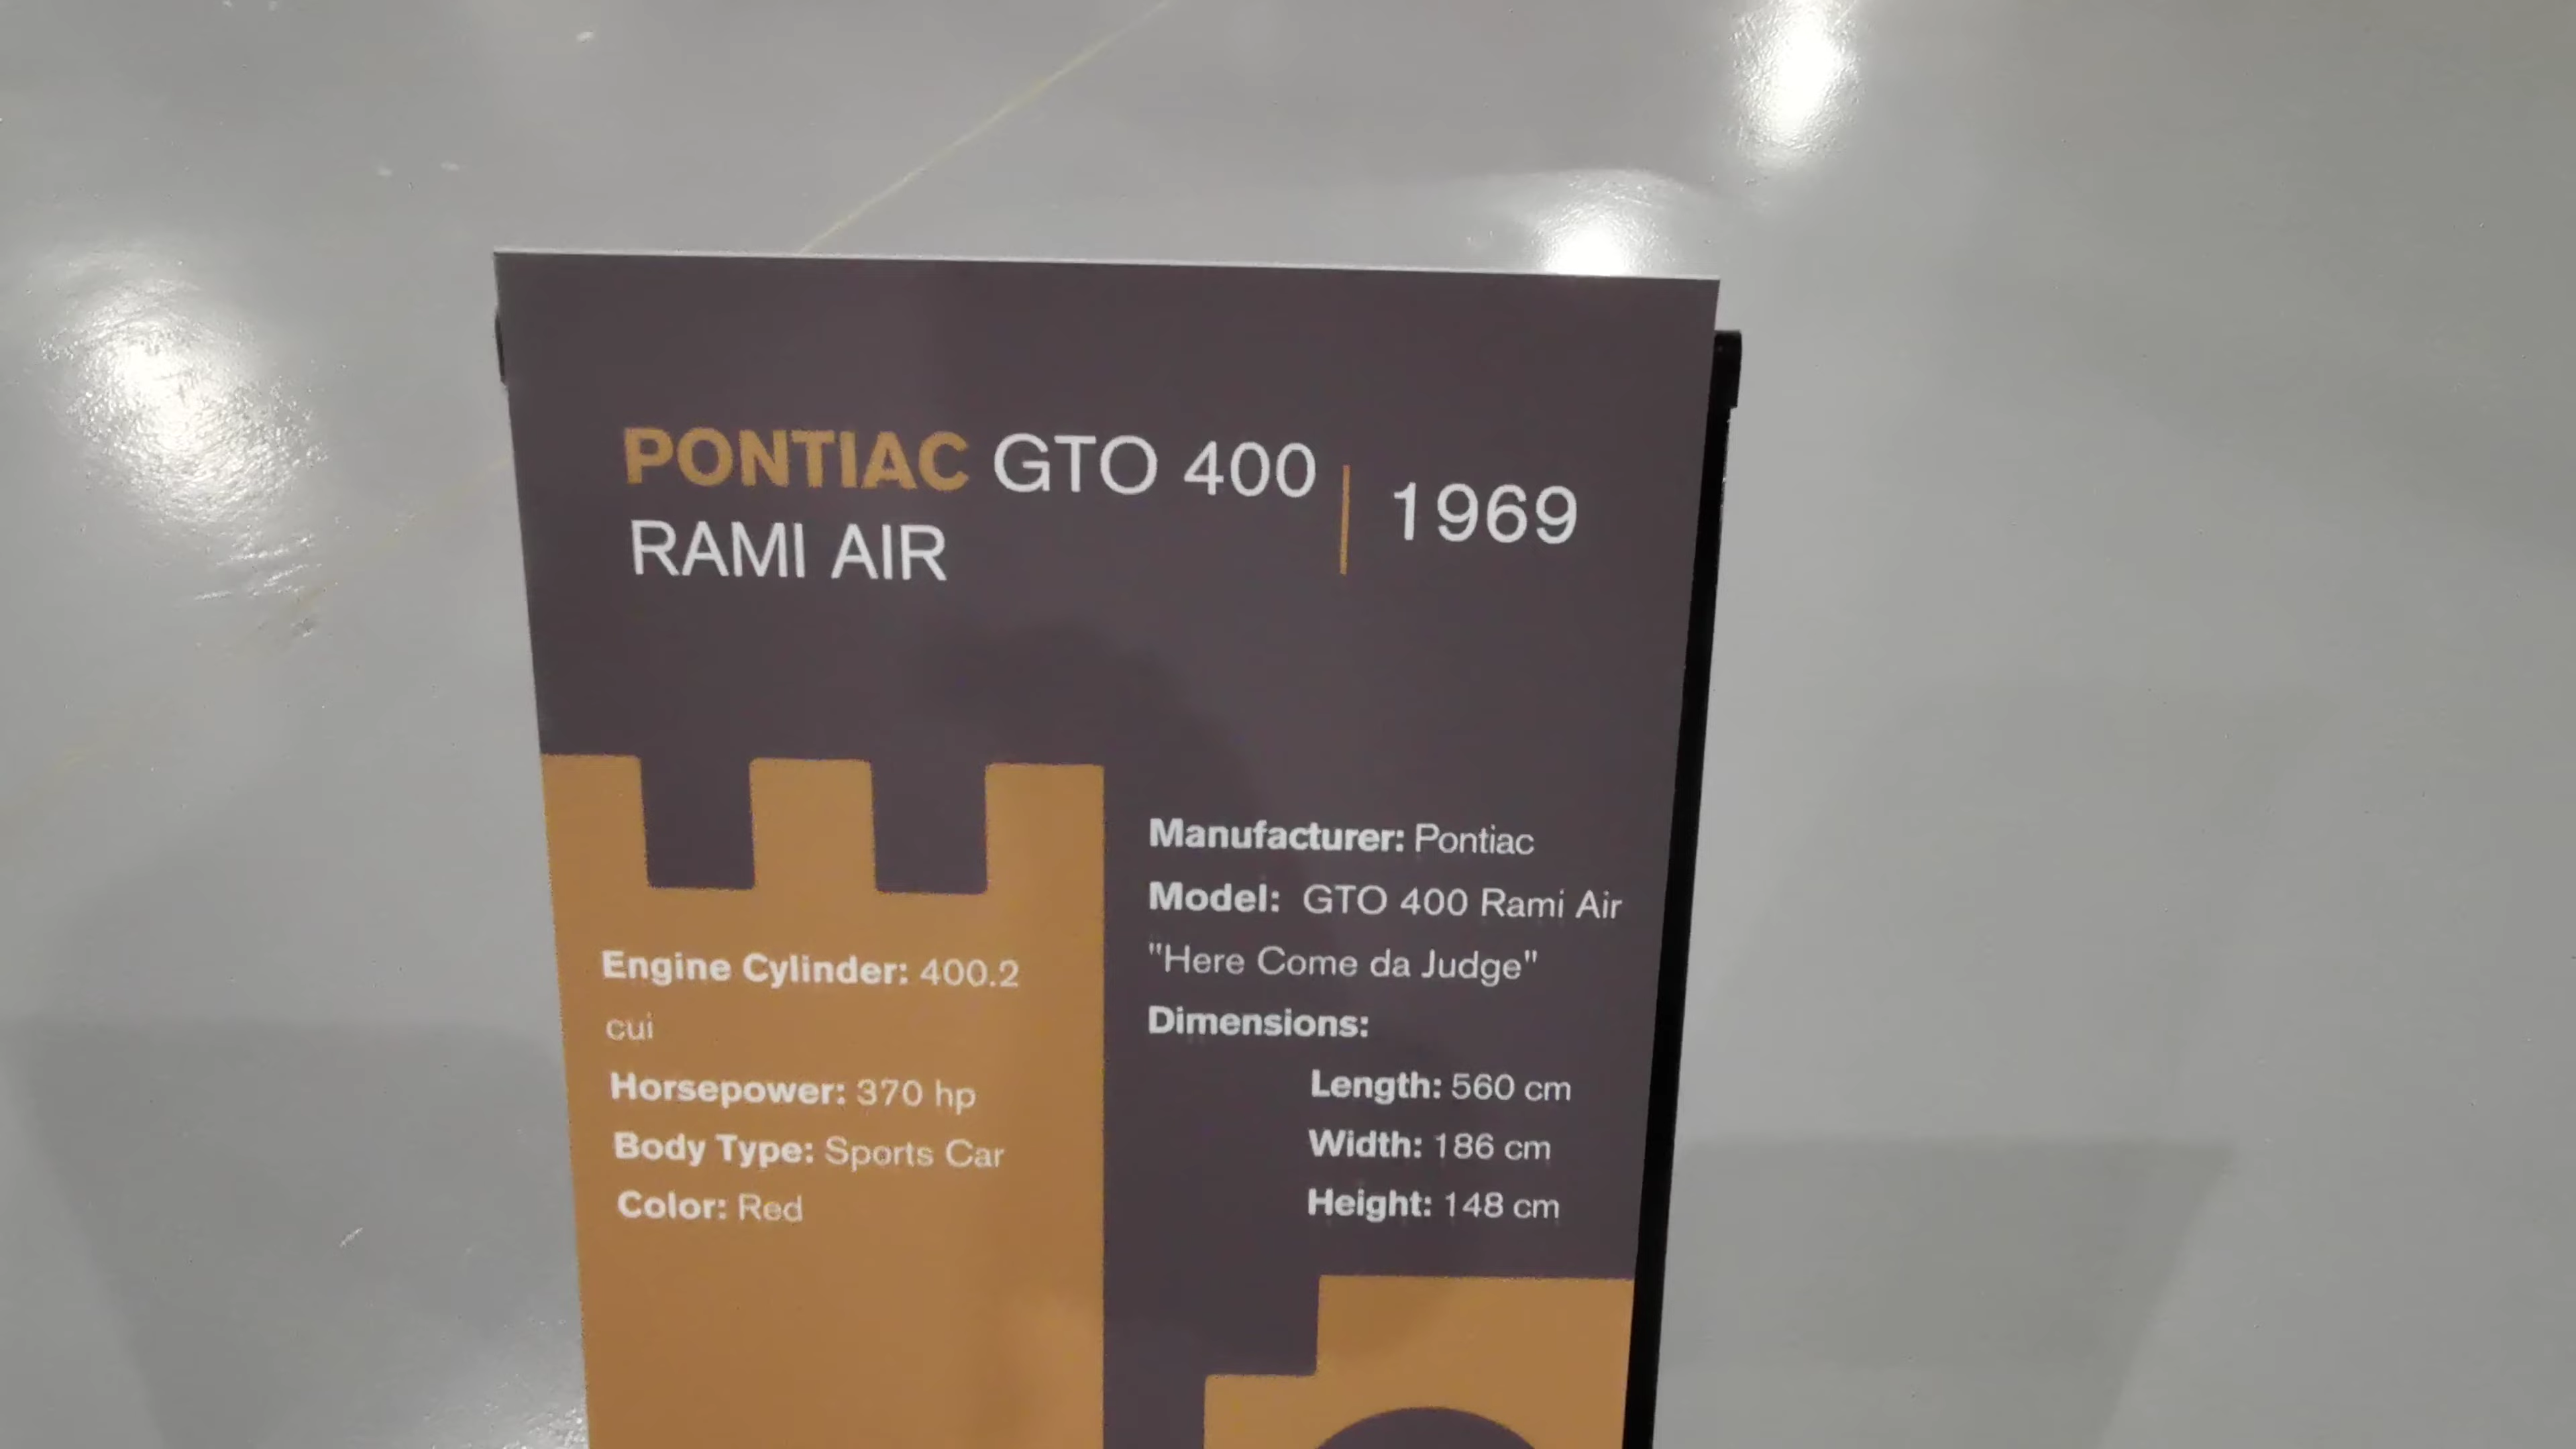 PONTIAC GTO 400
RAMI AIR
1969
Engine Cylinder: 400.2
cui
Horsepower: 370 hp
Body Type: Sports Car
Color: Red
Manufacturer: Pontiac
Model: GTO 400 Rami Air
"Here Come da Judge"
Dimensions:
Length: 560 cm
Width: 186 cm
Height: 148 cm